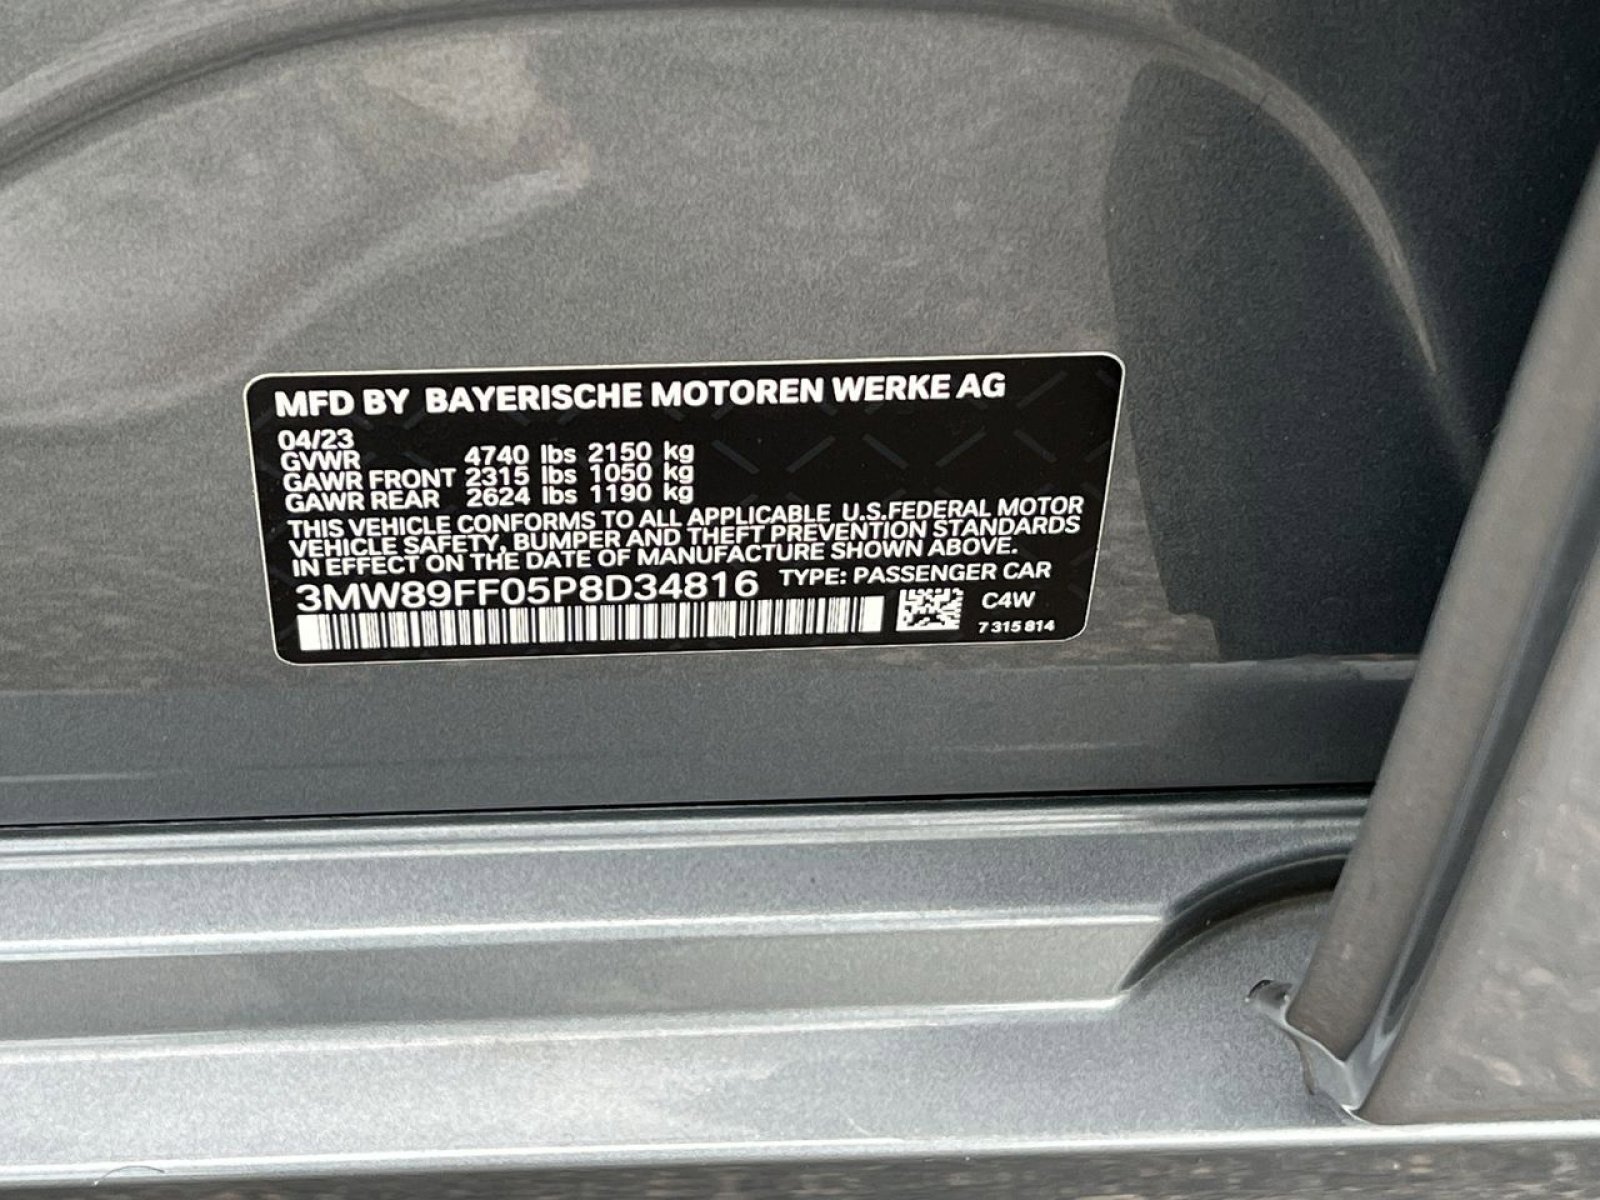 MFD BY BAYERISCHE MOTOREN WERKE AG
04/23
GVWR 4740 lbs 2150 kg
GAWR FRONT 2315 lbs 1050 kg
GAWR REAR 2624 lbs 1190 kg
THIS VEHICLE CONFORMS TO ALL APPLICABLE U.S.FEDERAL MOTOR
VEHICLE SAFETY, BUMPER AND THEFT PREVENTION STANDARDS
IN EFFECT ON THE DATE OF MANUFACTURE SHOWN ABOVE.
3MW89FF05P8D34816 TYPE: PASSENGER CAR
C4W
7 315 814